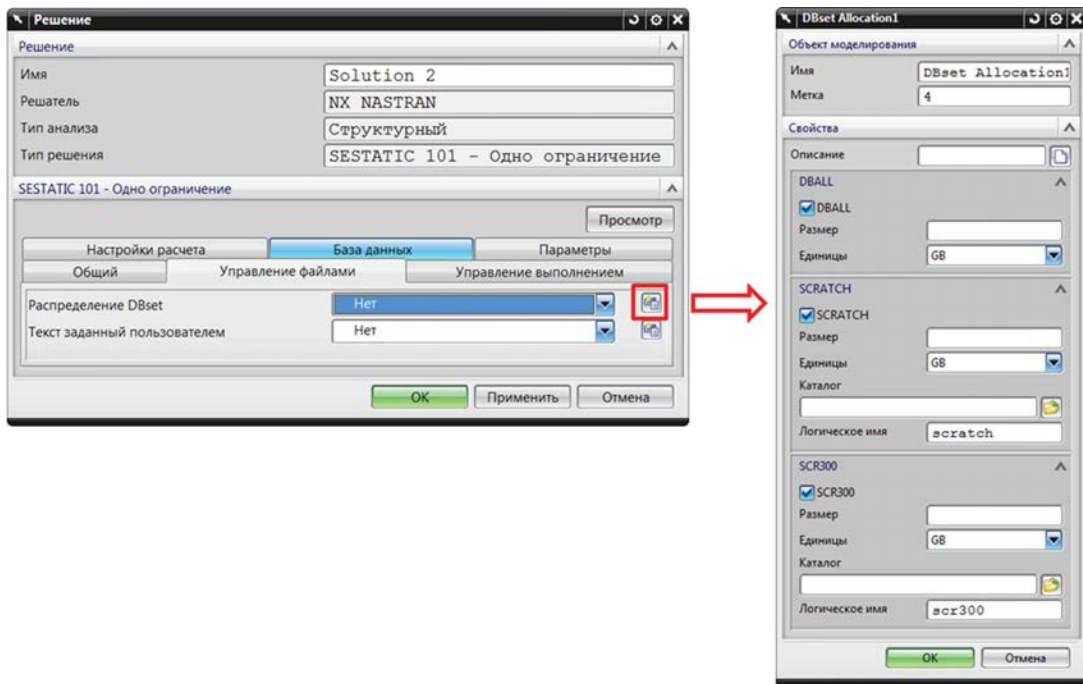 Решение
Решение
Имя Solution 2
Решатель NX NASTRAN
Тип анализа Структурный
Тип решения SESTATIC 101 - Одно ограничение
SESTATIC 101 - Одно ограничение
Просмотр
Настройки расчета База данных Параметры
Общий Управление файлами Управление выполнением
Распределение DBset Нет
Текст заданный пользователем Нет
OK Применить Отмена
DBset Allocation1
Объект моделирования
Имя DBset Allocation1
Метка 4
Свойства
Описание
DBALL
DBALL
Размер
Единицы GB
SCRATCH
SCRATCH
Размер
Единицы GB
Каталог
Логическое имя scratch
SCR300
SCR300
Размер
Единицы GB
Каталог
Логическое имя scr300
OK Отмена